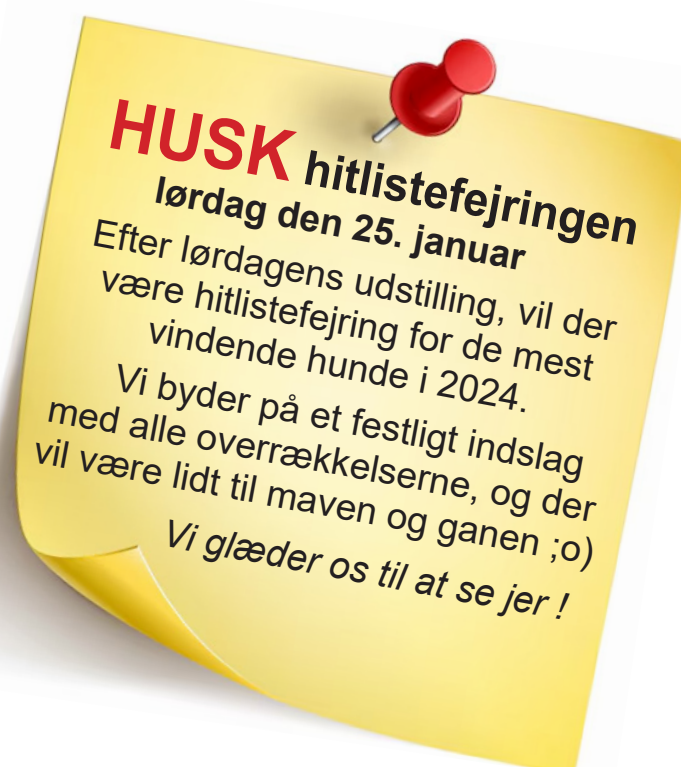 HUSK hitlistefejringen
lørdag den 25. januar
Efter lørdagens udstilling, vil der
være hitlistefejring for de mest
vindende hunde i 2024.
Vi byder på et festligt indslag
med alle overrækkelserne, og der
vil være lidt til maven og ganen ;o)
Vi glæder os til at se jer !